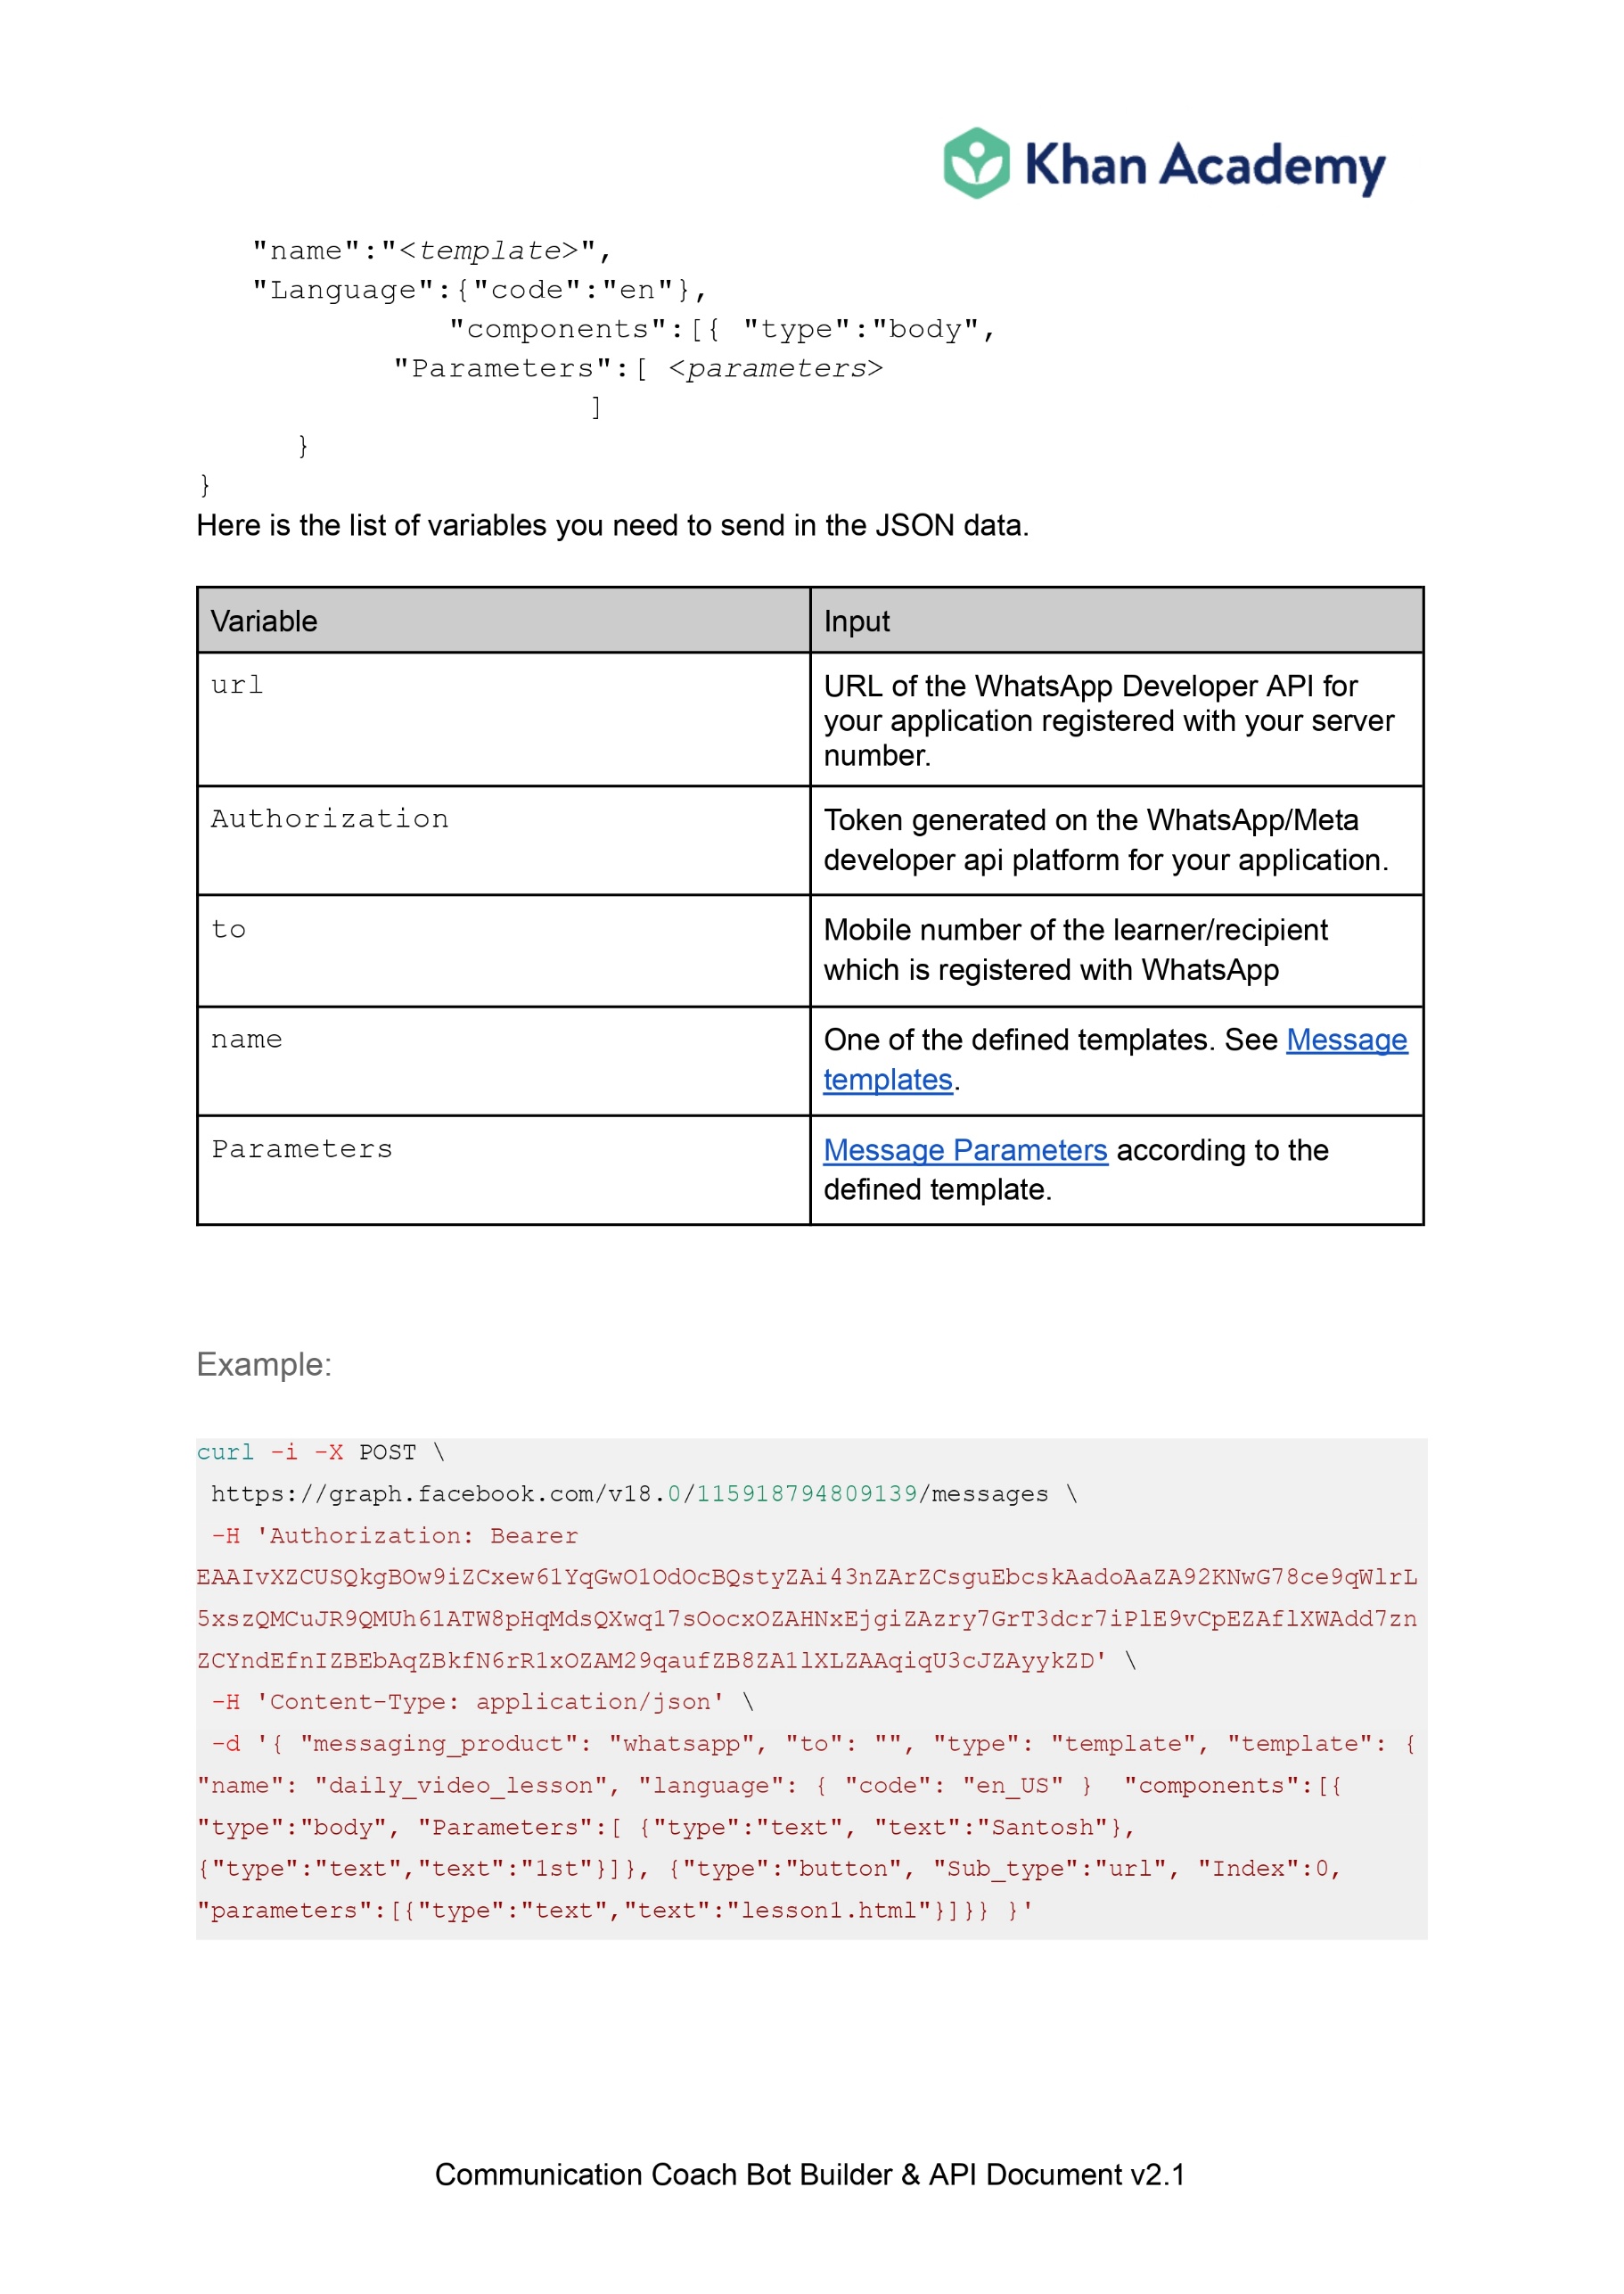 Khan Academy
"name":"<template>",
"Language":{"code":"en"},
"components":[{ "type":"body",
"Parameters":[ <parameters>
]
}
}
Here is the list of variables you need to send in the JSON data.
Variable Input
url URL of the WhatsApp Developer API for
your application registered with your server
number.
Authorization Token generated on the WhatsApp/Meta
developer api platform for your application.
to Mobile number of the learner/recipient
which is registered with WhatsApp
name One of the defined templates. See Message
templates.
Parameters Message Parameters according to the
defined template.
Example:
curl -i -X POST \
https://graph.facebook.com/v18.0/115918794809139/messages \
-H 'Authorization: Bearer
EAAIvXZCUSQkgBOw9iZCxew61YqGwO1OdOcBQstyZAi43nZArZCsguEbcskAadoAaZA92KNwG78ce9qWlrL
5xszQMCuJR9QMUh61ATW8pHqMdsQXwq17sOocxOZAHNxEjgiZAzry7GrT3dcr7iPlE9vCpEZAflXWAdd7zn
ZCYndEfnIZBEbAqZBkfN6rR1xOZAM29qaufZB8ZA1lXLZAAqiqU3cJZAyykZD' \
-H 'Content-Type: application/json' \
-d '{ "messaging_product": "whatsapp", "to": "", "type": "template", "template": {
"name": "daily_video_lesson", "language": { "code": "en_US" }  "components":[{
"type":"body", "Parameters":[ {"type":"text", "text":"Santosh"},
{"type":"text","text":"1st"}]}, {"type":"button", "Sub_type":"url", "Index":0,
"parameters":[{"type":"text","text":"lesson1.html"}]}} }'
Communication Coach Bot Builder & API Document v2.1